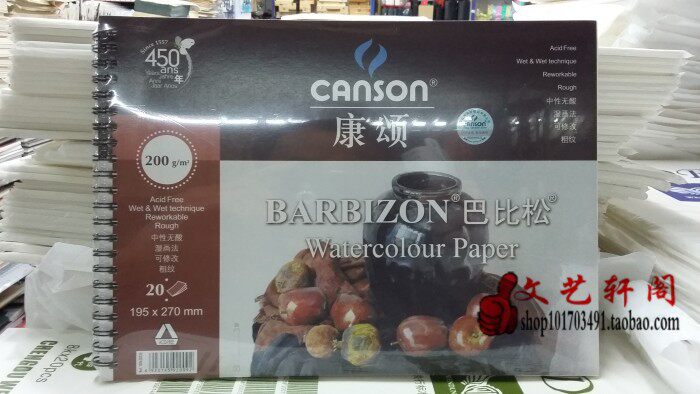 Since 1557
450
ans
年
CANSON®
康颂
Acid Free
Wet & Wet technique
Reworkable
Rough
中性无酸
湿画法
可修改
粗纹
CANSON
200 g/m²
Acid Free
Wet & Wet technique
Reworkable
Rough
中性无酸
湿画法
可修改
粗纹
20
195 x 270 mm
BARBIZON® 巴比松®
Watercolour Paper
文艺轩阁
shop101703491.taobao.com
8Kx20pcs